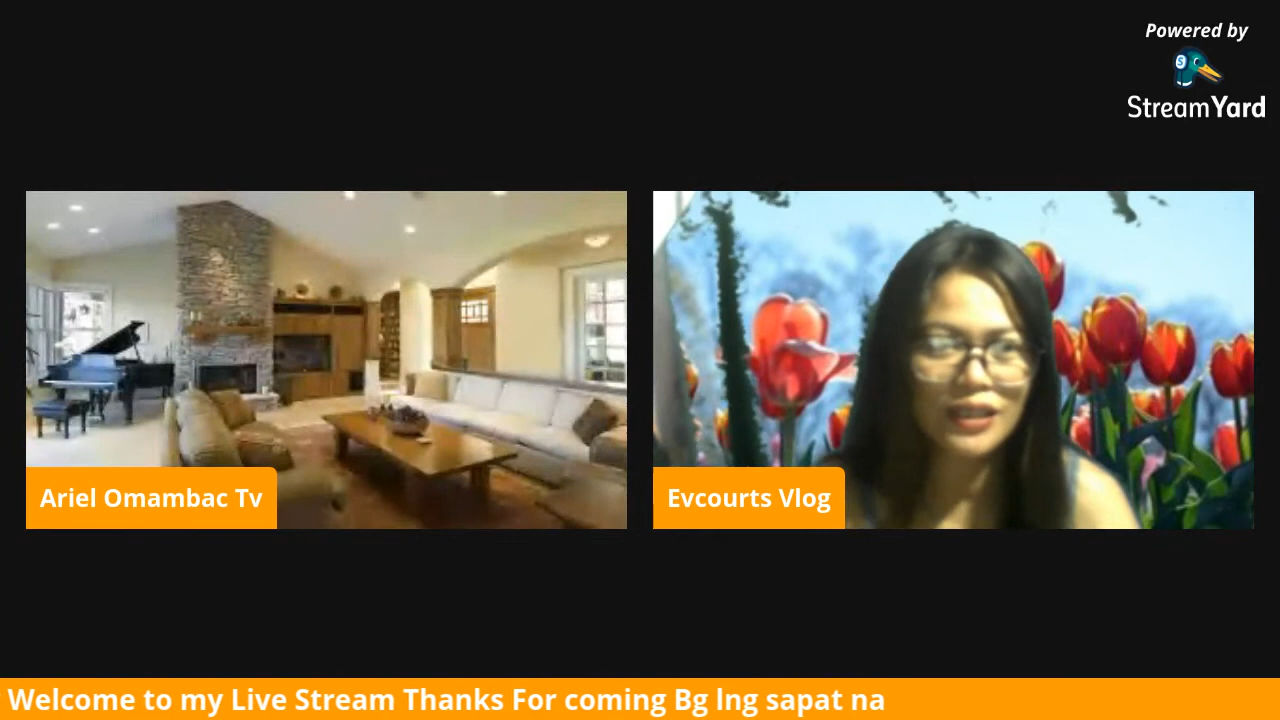 Powered by
StreamYard
Ariel Omambac Tv
Evcourts Vlog
Welcome to my Live Stream Thanks For coming Bg lng sapat na